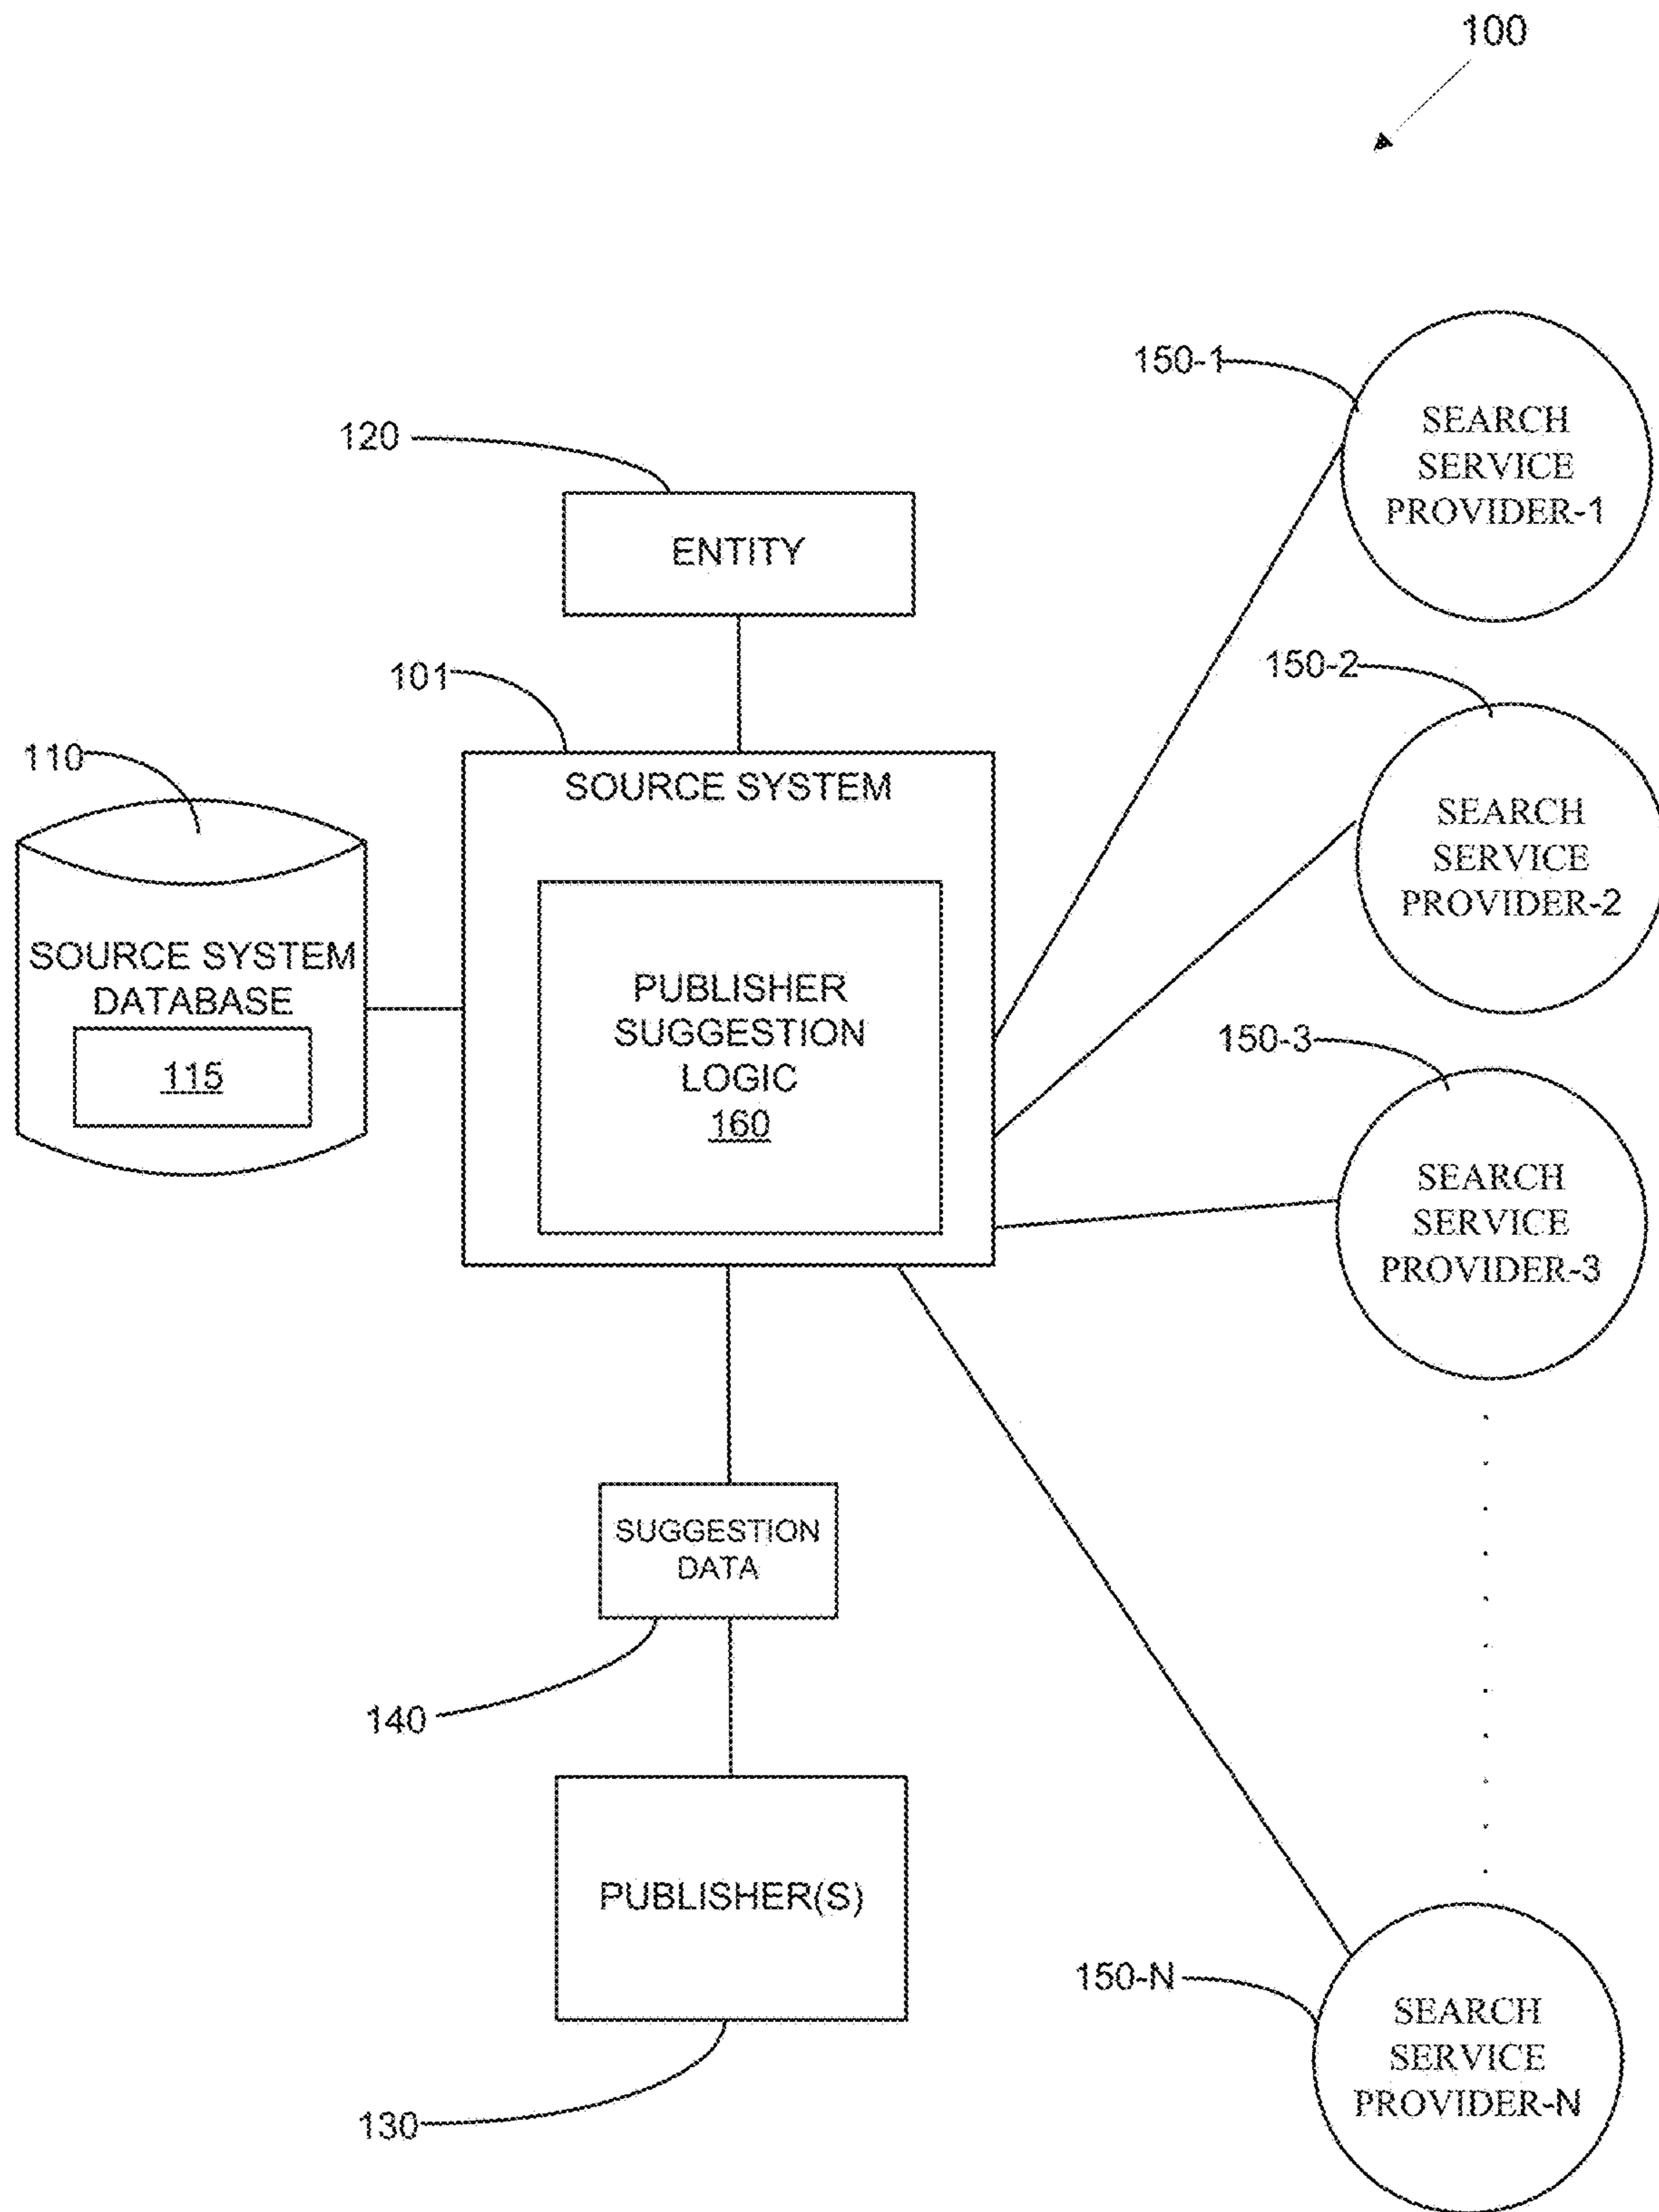 100
150-1
SEARCH
SERVICE
PROVIDER-1
120
ENTITY
150-2
101
SOURCE SYSTEM
110
SEARCH
SERVICE
PROVIDER-2
SOURCE SYSTEM
DATABASE
115
PUBLISHER
SUGGESTION
LOGIC
160
150-3
SEARCH
SERVICE
PROVIDER-3
SUGGESTION
DATA
140
PUBLISHER(S)
130
150-N
SEARCH
SERVICE
PROVIDER-N